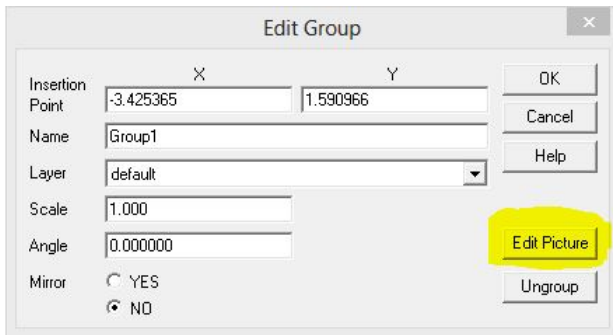 Edit Group
X Y
Insertion Point -3.425365 1.590966 OK
Cancel
Name Group1
Help
Layer default
Scale 1.000
Angle 0.000000 Edit Picture
Mirror YES Ungroup
NO